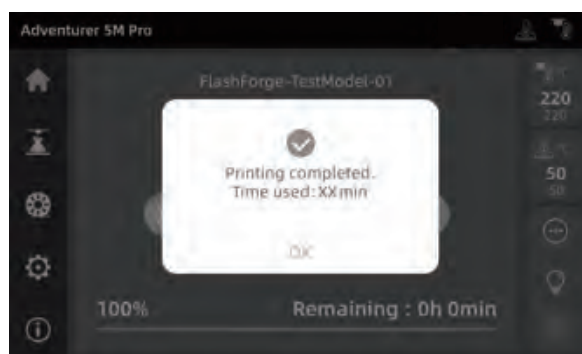 Adventurer 5M Pro
FlashForge-TestModel-01
220
220
50
50
Printing completed.
Time used:XXmin
OK
100%
Remaining : 0h 0min